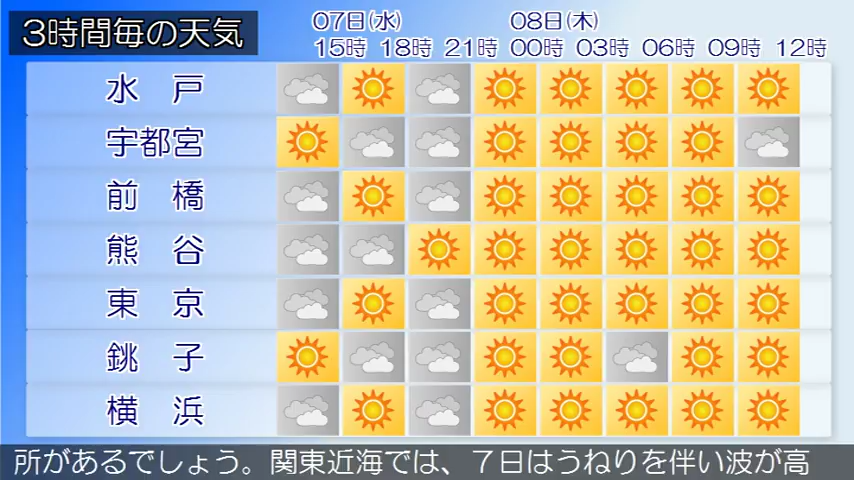 3時間毎の天気
07日(水) 08日(木)
15時 18時 21時 00時 03時 06時 09時 12時
水戸
宇都宮
前橋
熊谷
東京
銚子
横浜
所があるでしょう。関東近海では、７日はうねりを伴い波が高